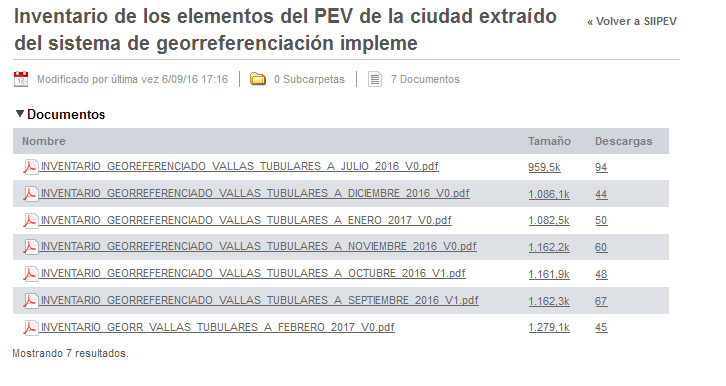 Inventario de los elementos del PEV de la ciudad extraído
del sistema de georreferenciación impleme
« Volver a SIIPEV
Modificado por última vez 6/09/16 17:16 0 Subcarpetas 7 Documentos
Documentos
Nombre Tamaño Descargas
INVENTARIO_GEOREFERENCIADO_VALLAS_TUBULARES_A_JULIO_2016_V0.pdf 959,5k 94
INVENTARIO_GEORREFERENCIADO_VALLAS_TUBULARES_A_DICIEMBRE_2016_V0.pdf 1.086,1k 44
INVENTARIO_GEORREFERENCIADO_VALLAS_TUBULARES_A_ENERO_2017_V0.pdf 1.082,5k 50
INVENTARIO_GEORREFERENCIADO_VALLAS_TUBULARES_A_NOVIEMBRE_2016_V0.pdf 1.162,2k 60
INVENTARIO_GEORREFERENCIADO_VALLAS_TUBULARES_A_OCTUBRE_2016_V1.pdf 1.161,9k 48
INVENTARIO_GEORREFERENCIADO_VALLAS_TUBULARES_A_SEPTIEMBRE_2016_V1.pdf 1.162,3k 67
INVENTARIO_GEORR_VALLAS_TUBULARES_A_FEBRERO_2017_V0.pdf 1.279,1k 45
Mostrando 7 resultados.